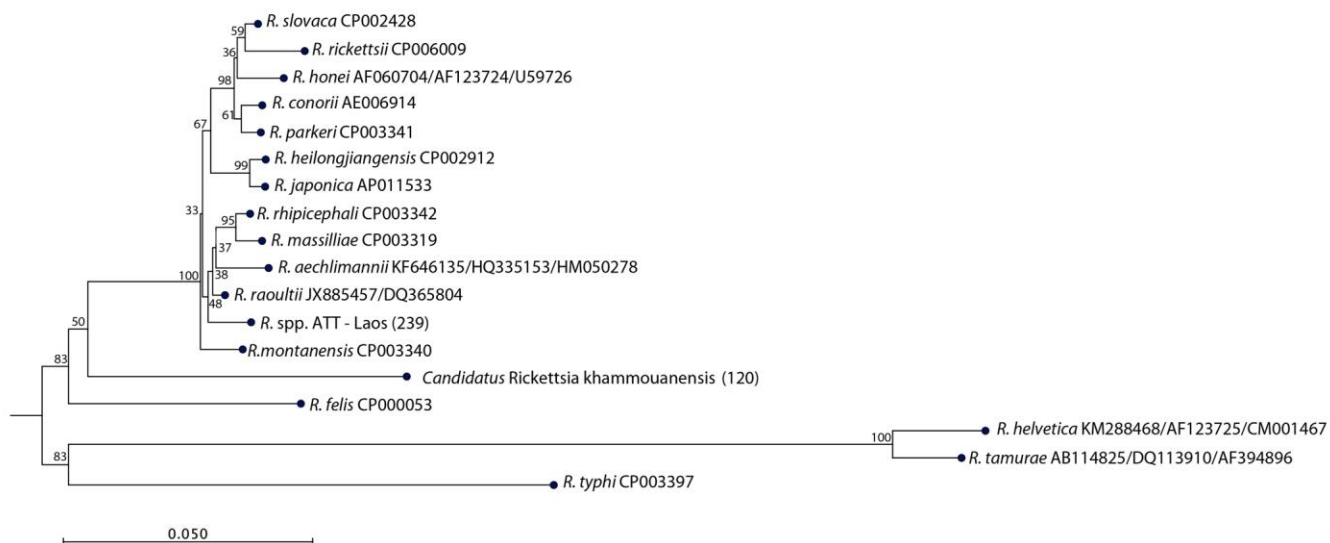 59
R. slovaca CP002428
R. rickettsii CP006009
36
R. honei AF060704/AF123724/U59726
98
R. conorii AE006914
61
R. parkeri CP003341
67
R. heilongjiangensis CP002912
99
R. japonica AP011533
33
R. rhipicephali CP003342
95
R. massilliae CP003319
37
R. aechlimannii KF646135/HQ335153/HM050278
100
38
R. raoultii JX885457/DQ365804
48
R. spp. ATT - Laos (239)
50
R.montanensis CP003340
83
Candidatus Rickettsia khammouanensis (120)
R. felis CP000053
R. helvetica KM288468/AF123725/CM001467
100
R. tamurae AB114825/DQ113910/AF394896
83
R. typhi CP003397
0.050